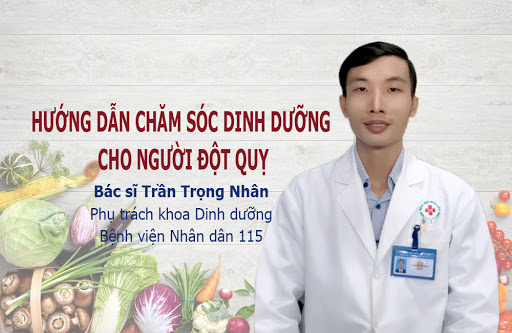 HƯỚNG DẪN CHĂM SÓC DINH DƯỠNG
CHO NGƯỜI ĐỘT QUỴ
Bác sĩ Trần Trọng Nhân
Phụ trách khoa Dinh dưỡng
Bệnh viện Nhân dân 115